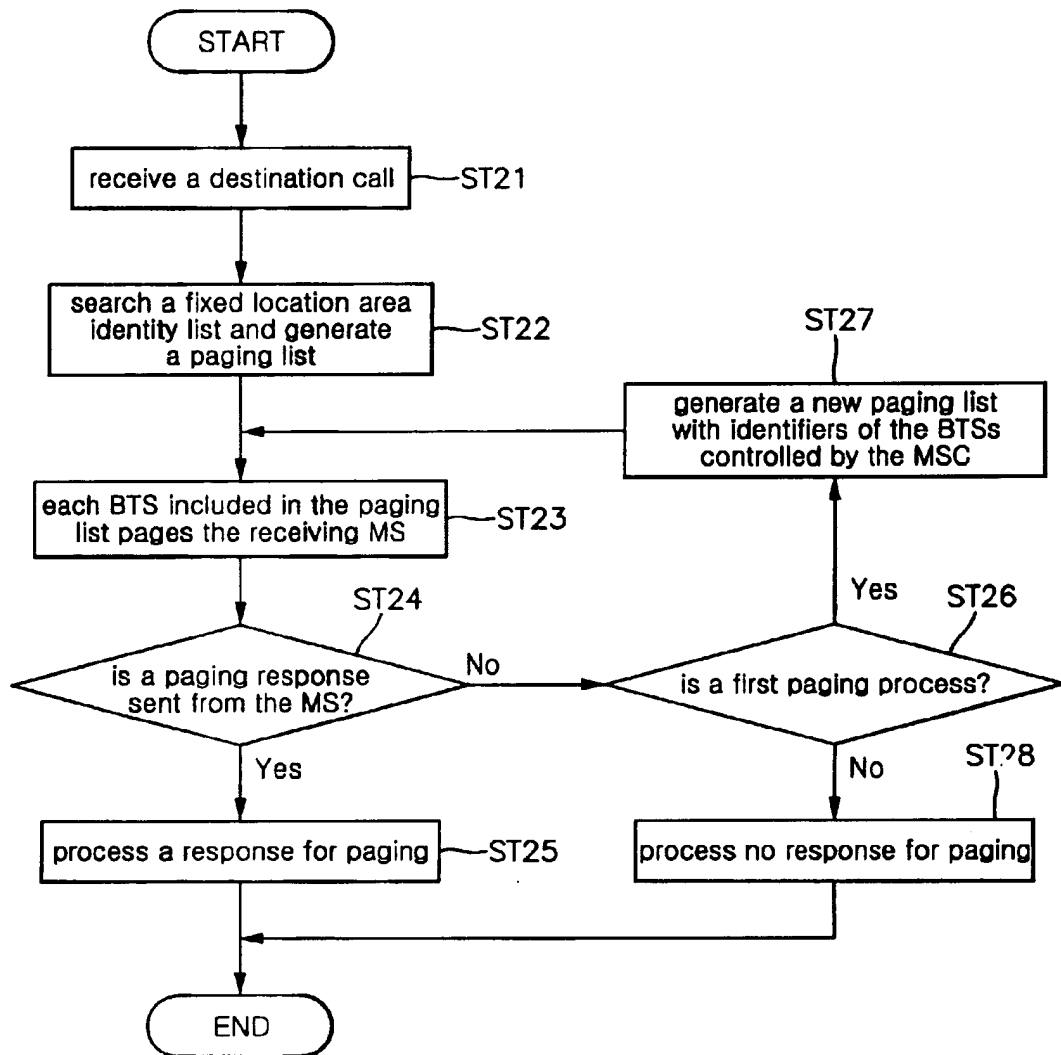 START
receive a destination call
ST21
search a fixed location area
identity list and generate
a paging list
ST22
ST27
generate a new paging list
with identifiers of the BTSs
controlled by the MSC
each BTS included in the paging
list pages the receiving MS
ST23
ST24
Yes
ST26
is a paging response
sent from the MS?
No
is a first paging process?
Yes
No
process a response for paging
ST25
process no response for paging
END